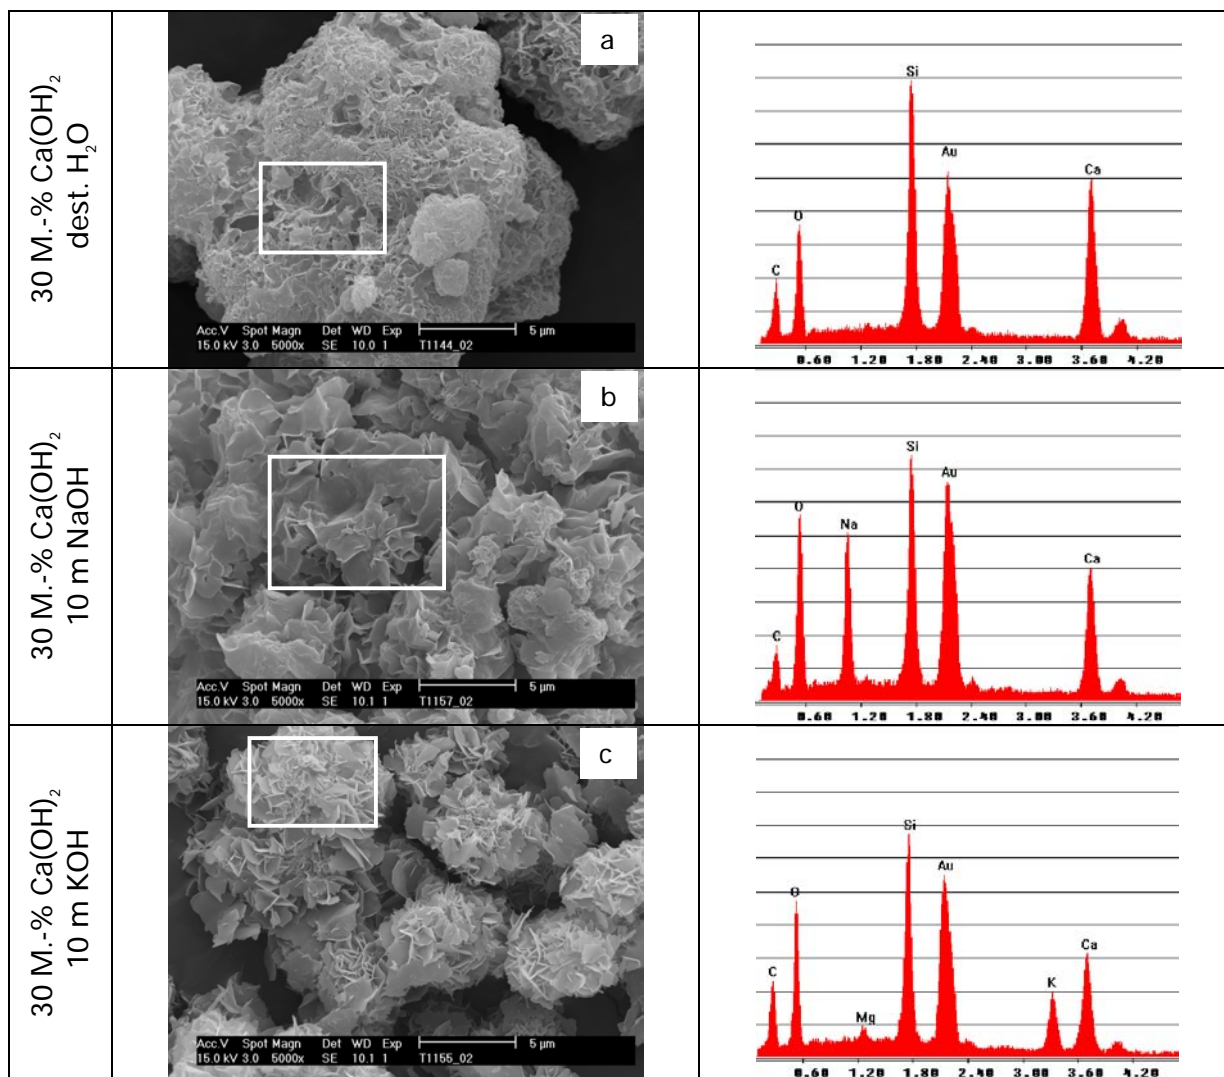 30 M.-% Ca(OH)₂
dest. H₂O
a
Acc.V Spot Magn Det WD Exp 5 µm
15.0 kV 3.0 5000x SE 10.0 1 T1144_02
C
O
Si
Au
Ca
0.60 1.20 1.80 2.40 3.00 3.60 4.20
30 M.-% Ca(OH)₂
10 m NaOH
b
Acc.V Spot Magn Det WD Exp 5 µm
15.0 kV 3.0 5000x SE 10.1 1 T1157_02
C
O
Na
Si
Au
Ca
0.60 1.20 1.80 2.40 3.00 3.60 4.20
30 M.-% Ca(OH)₂
10 m KOH
c
Acc.V Spot Magn Det WD Exp 5 µm
15.0 kV 3.0 5000x SE 10.1 1 T1155_02
C
O
Mg
Si
Au
K
Ca
0.60 1.20 1.80 2.40 3.00 3.60 4.20